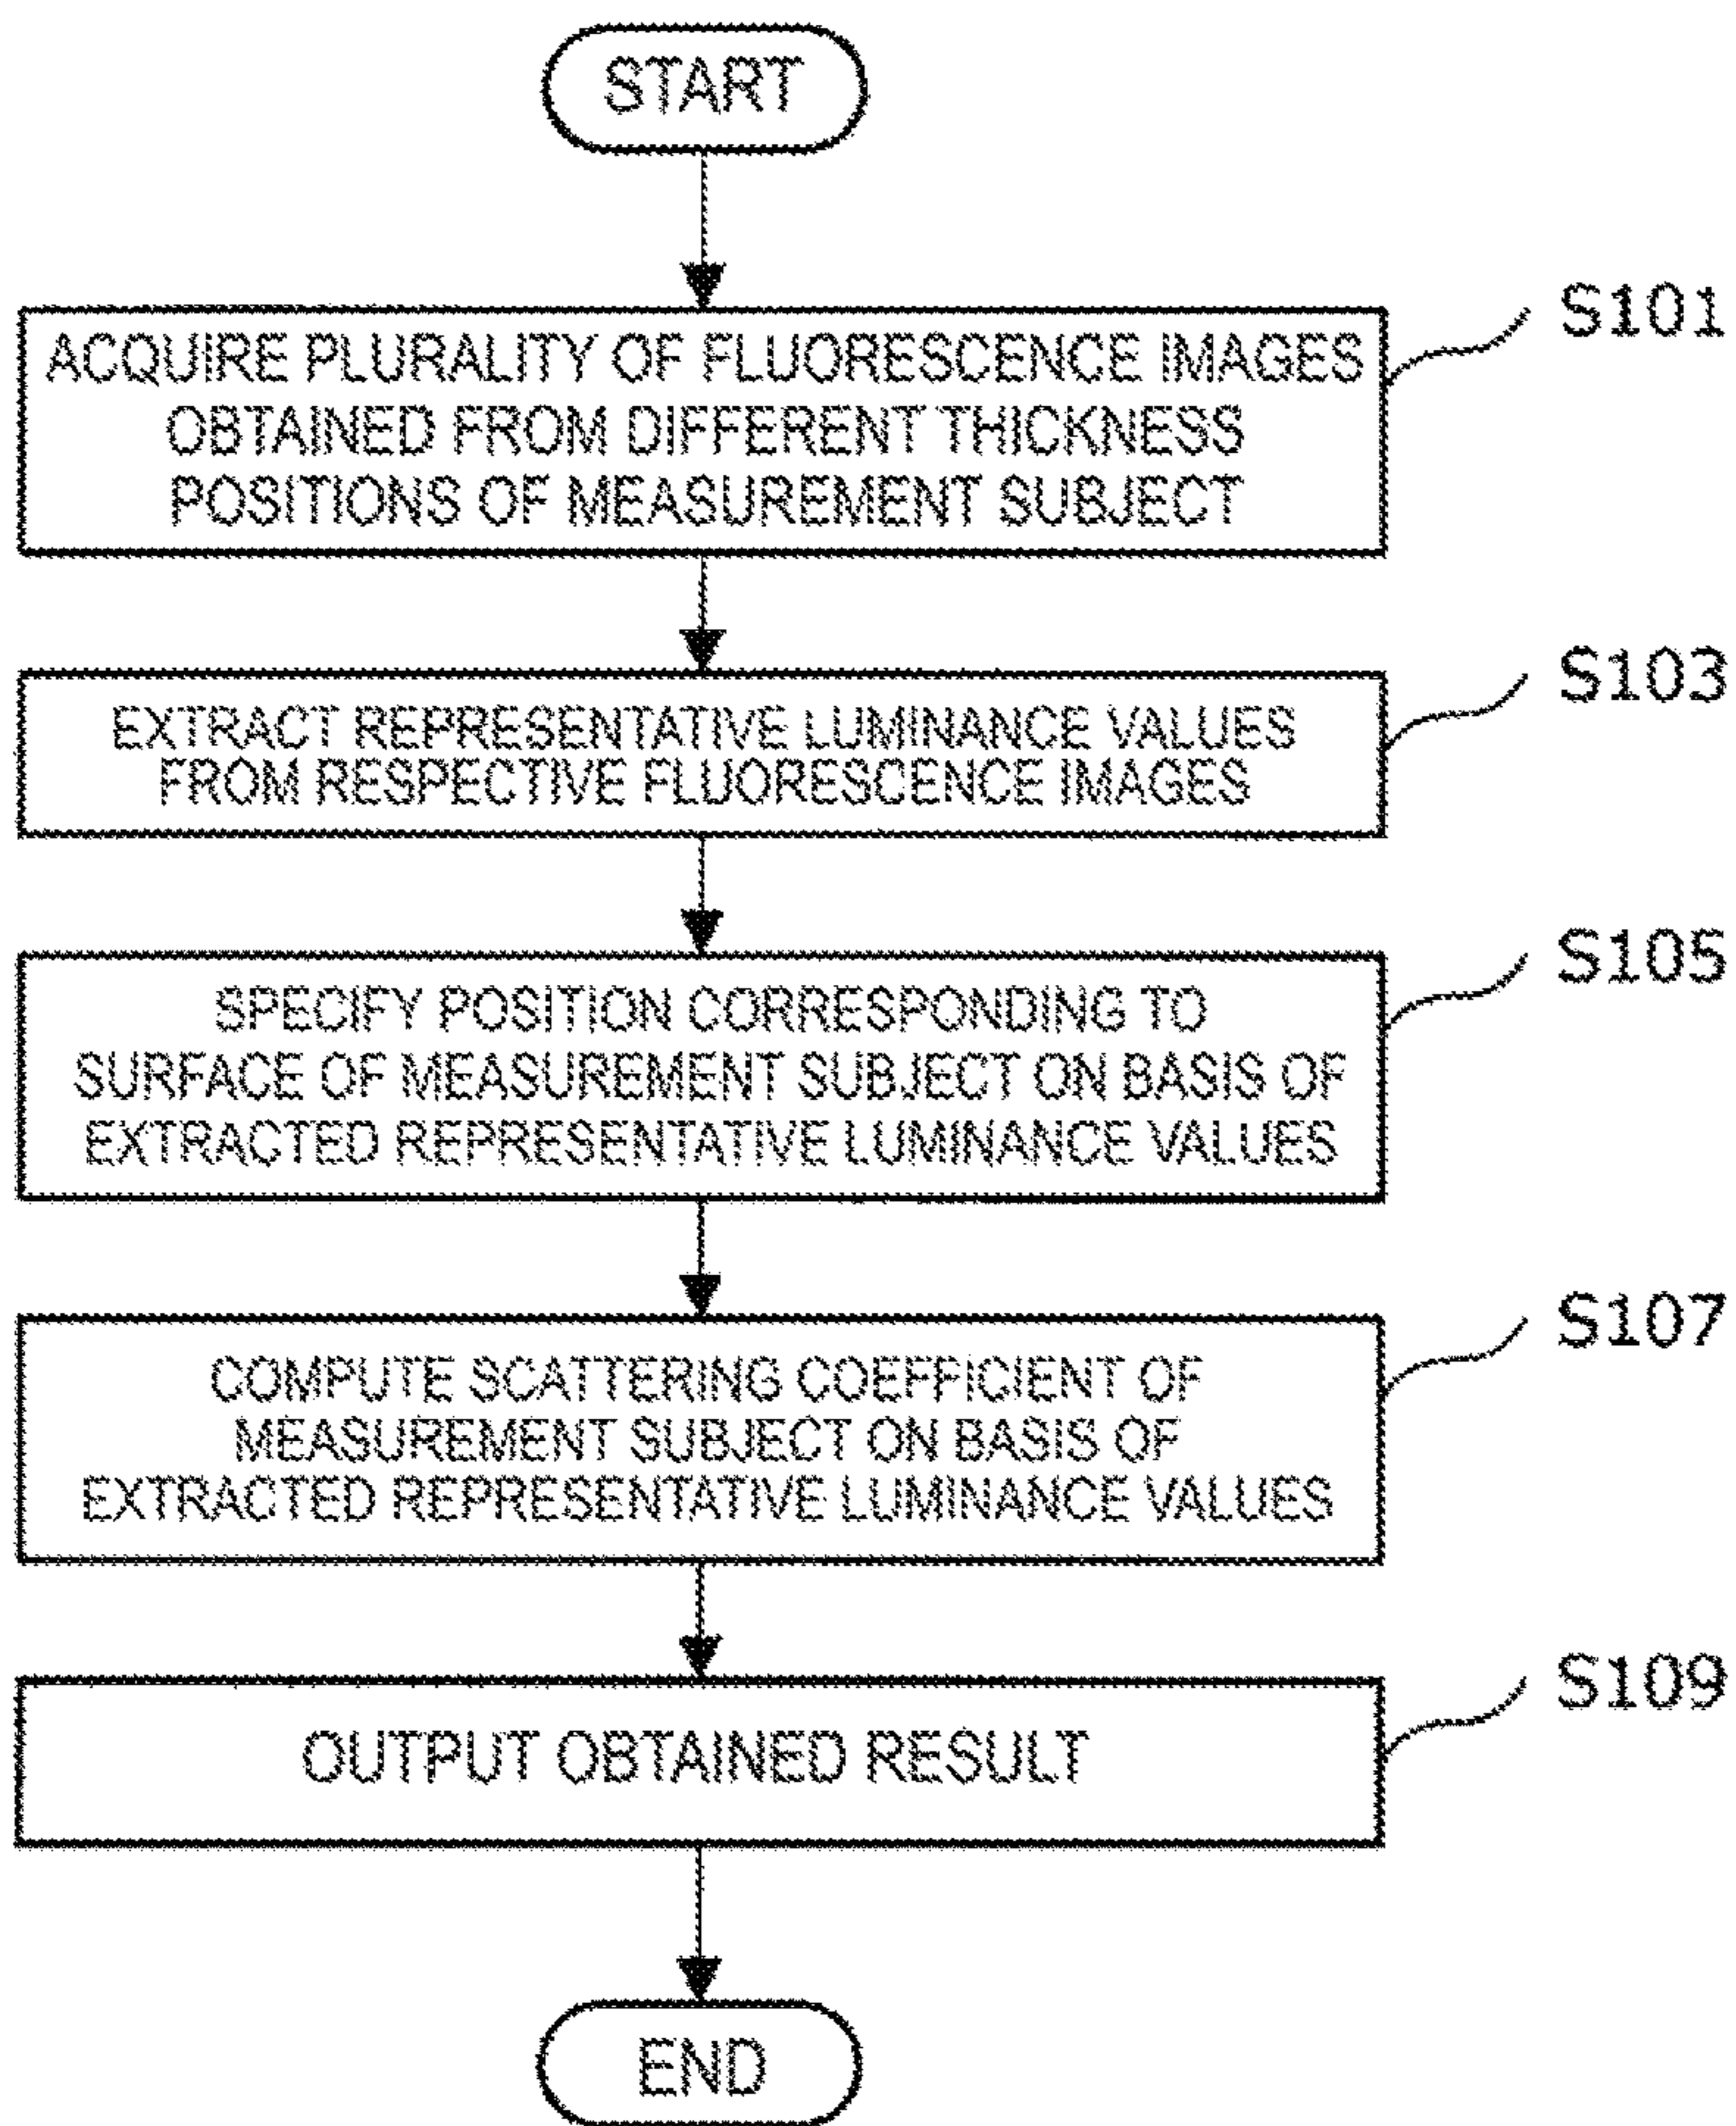 START
ACQUIRE PLURALITY OF FLUORESCENCE IMAGES
OBTAINED FROM DIFFERENT THICKNESS
POSITIONS OF MEASUREMENT SUBJECT
S101
EXTRACT REPRESENTATIVE LUMINANCE VALUES
FROM RESPECTIVE FLUORESCENCE IMAGES
S103
SPECIFY POSITION CORRESPONDING TO
SURFACE OF MEASUREMENT SUBJECT ON BASIS OF
EXTRACTED REPRESENTATIVE LUMINANCE VALUES
S105
COMPUTE SCATTERING COEFFICIENT OF
MEASUREMENT SUBJECT ON BASIS OF
EXTRACTED REPRESENTATIVE LUMINANCE VALUES
S107
OUTPUT OBTAINED RESULT
S109
END